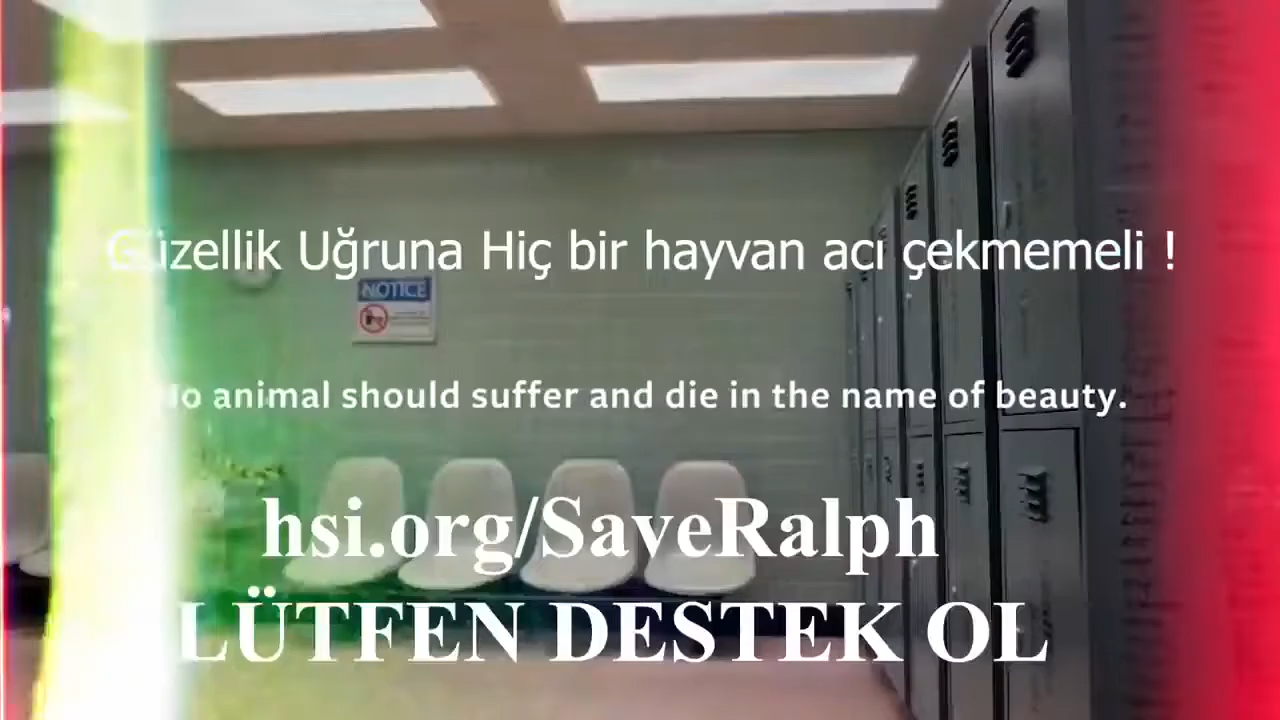 Güzellik Uğruna Hiç bir hayvan acı çekmemeli !
NOTICE
No animal should suffer and die in the name of beauty.
hsi.org/SaveRalph
LÜTFEN DESTEK OL